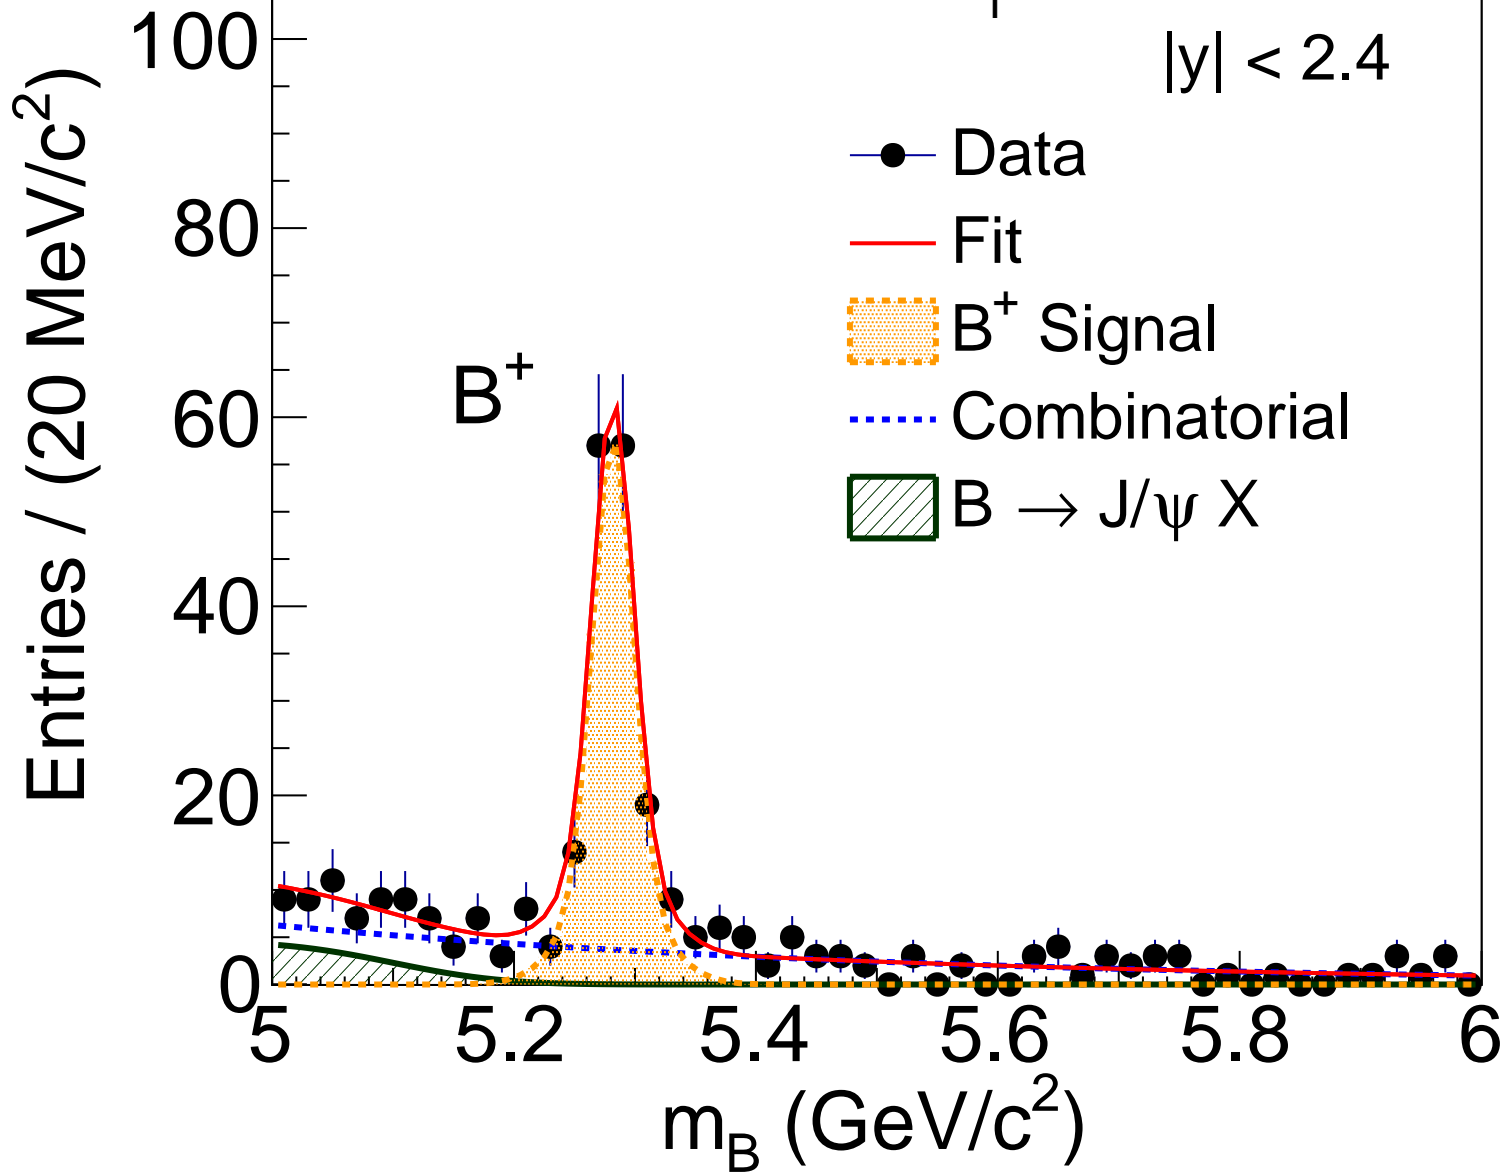 |y| < 2.4
Data
Fit
B⁺ Signal
Combinatorial
B → J/ψ X
B⁺
Entries / (20 MeV/c²)
100
80
60
40
20
0
5 5.2 5.4 5.6 5.8 6
m_B (GeV/c²)